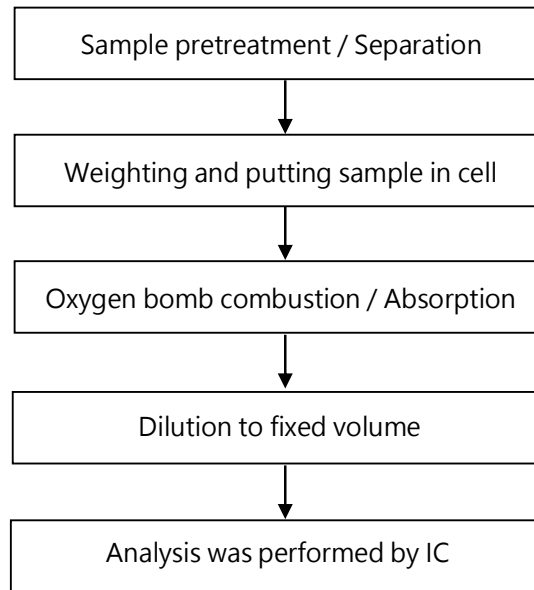 Sample pretreatment / Separation
Weighting and putting sample in cell
Oxygen bomb combustion / Absorption
Dilution to fixed volume
Analysis was performed by IC